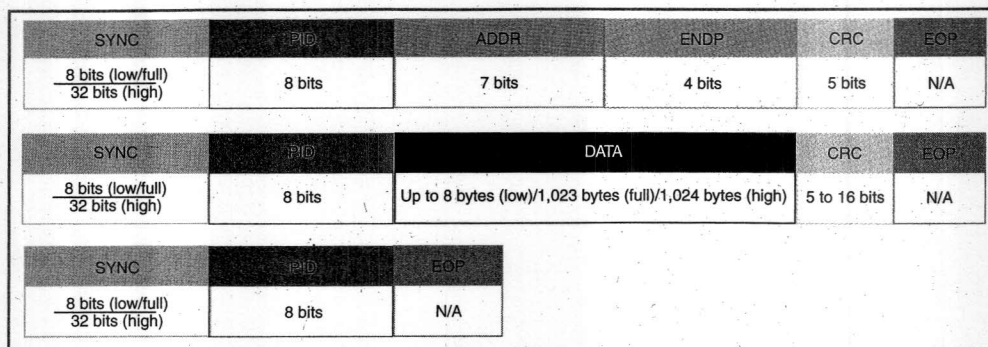 SYNC PID ADDR ENDP CRC EOP
8 bits (low/full)
32 bits (high)
8 bits 7 bits 4 bits 5 bits N/A
SYNC PID DATA CRC EOP
8 bits (low/full)
32 bits (high)
8 bits Up to 8 bytes (low)/1,023 bytes (full)/1,024 bytes (high) 5 to 16 bits N/A
SYNC PID EOP
8 bits (low/full)
32 bits (high)
8 bits N/A